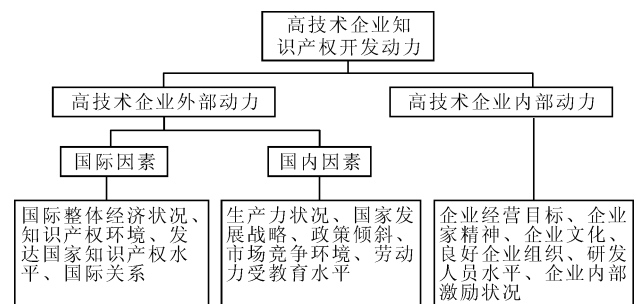 高技术企业知
识产权开发动力
高技术企业外部动力
高技术企业内部动力
国际因素
国内因素
国际整体经济状况、
知识产权环境、发
达国家知识产权水
平、国际关系
生产力状况、国家发
展战略、政策倾斜、
市场竞争环境、劳动
力受教育水平
企业经营目标、企业
家精神、企业文化、
良好企业组织、研发
人员水平、企业内部
激励状况